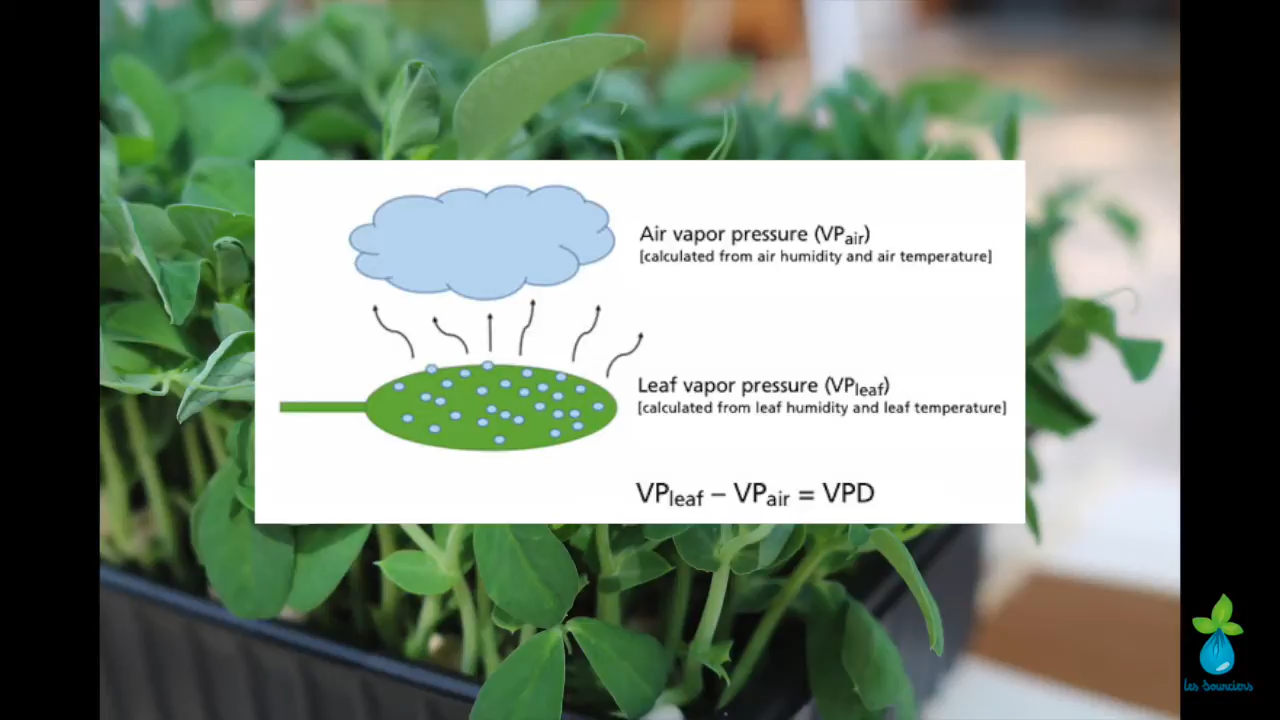 Air vapor pressure (VPair)
[calculated from air humidity and air temperature]
Leaf vapor pressure (VPleaf)
[calculated from leaf humidity and leaf temperature]
VPleaf – VPair = VPD
les Sourciers